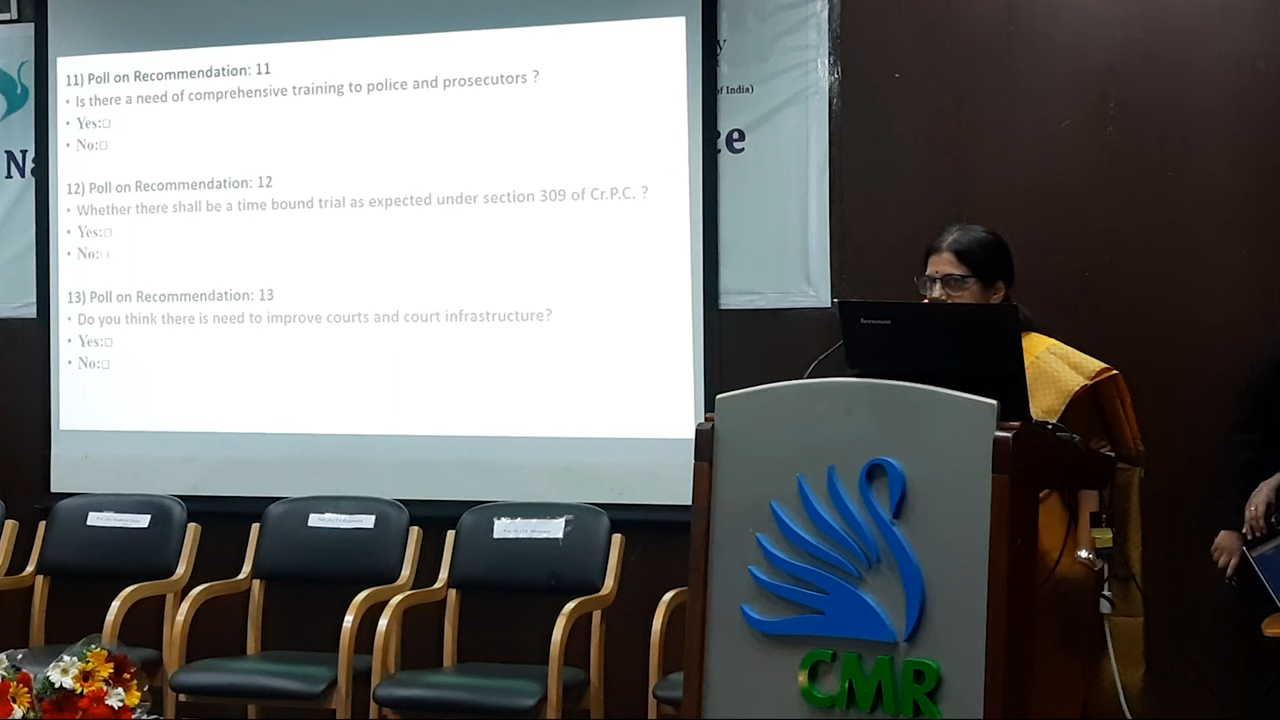 11) Poll on Recommendation: 11
• Is there a need of comprehensive training to police and prosecutors ?
• Yes:□
• No:□
12) Poll on Recommendation: 12
• Whether there shall be a time bound trial as expected under section 309 of Cr.P.C. ?
• Yes:□
• No:□
13) Poll on Recommendation: 13
• Do you think there is need to improve courts and court infrastructure?
• Yes:□
• No:□
Na
y
of India)
ce
lenovo
CMR